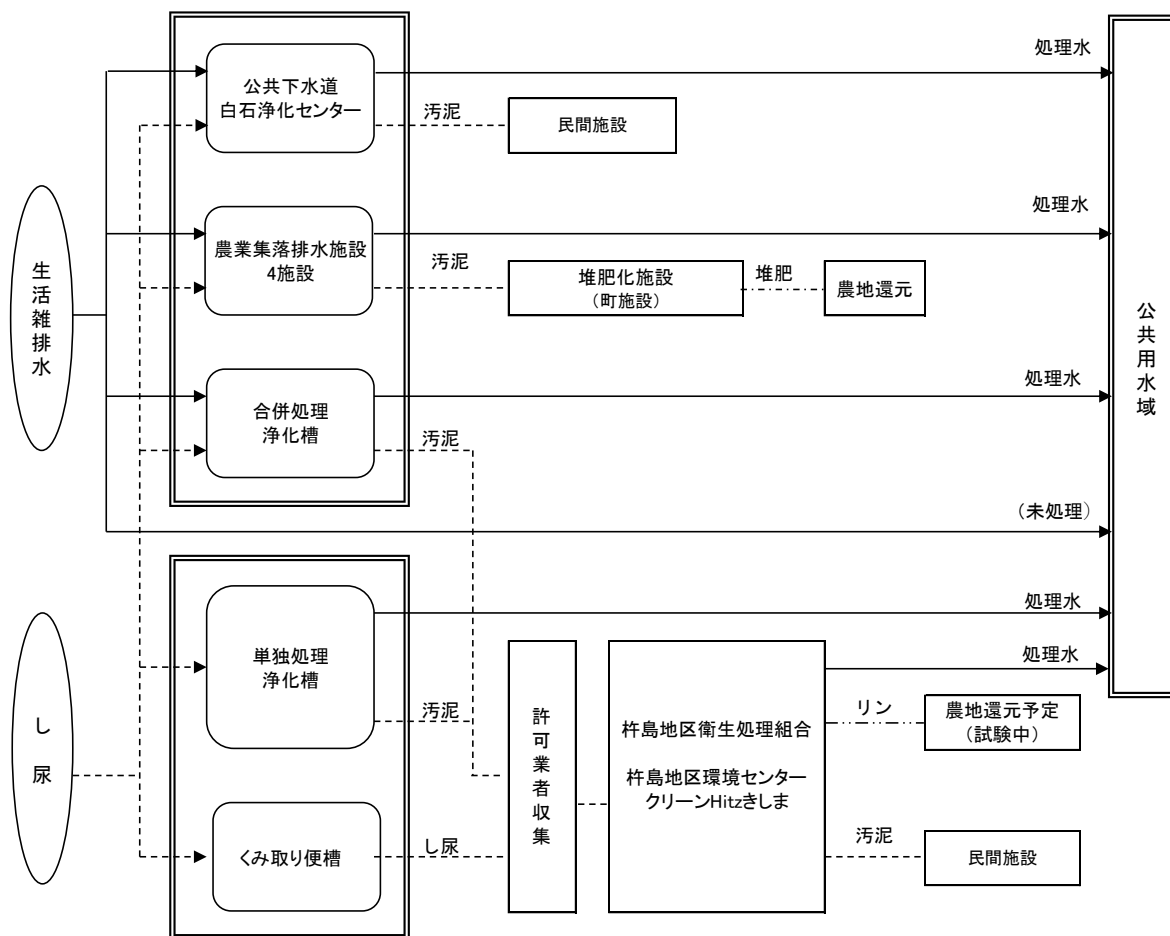 生活雑排水
し尿
公共下水道
白石浄化センター
処理水
汚泥
民間施設
農業集落排水施設
4施設
処理水
汚泥
堆肥化施設
（町施設）
堆肥
農地還元
合併処理
浄化槽
処理水
汚泥
（未処理）
公共用水域
単独処理
浄化槽
処理水
汚泥
くみ取り便槽
し尿
許可業者収集
杵島地区衛生処理組合
杵島地区環境センター
クリーンHitzきしま
処理水
リン
農地還元予定
（試験中）
汚泥
民間施設